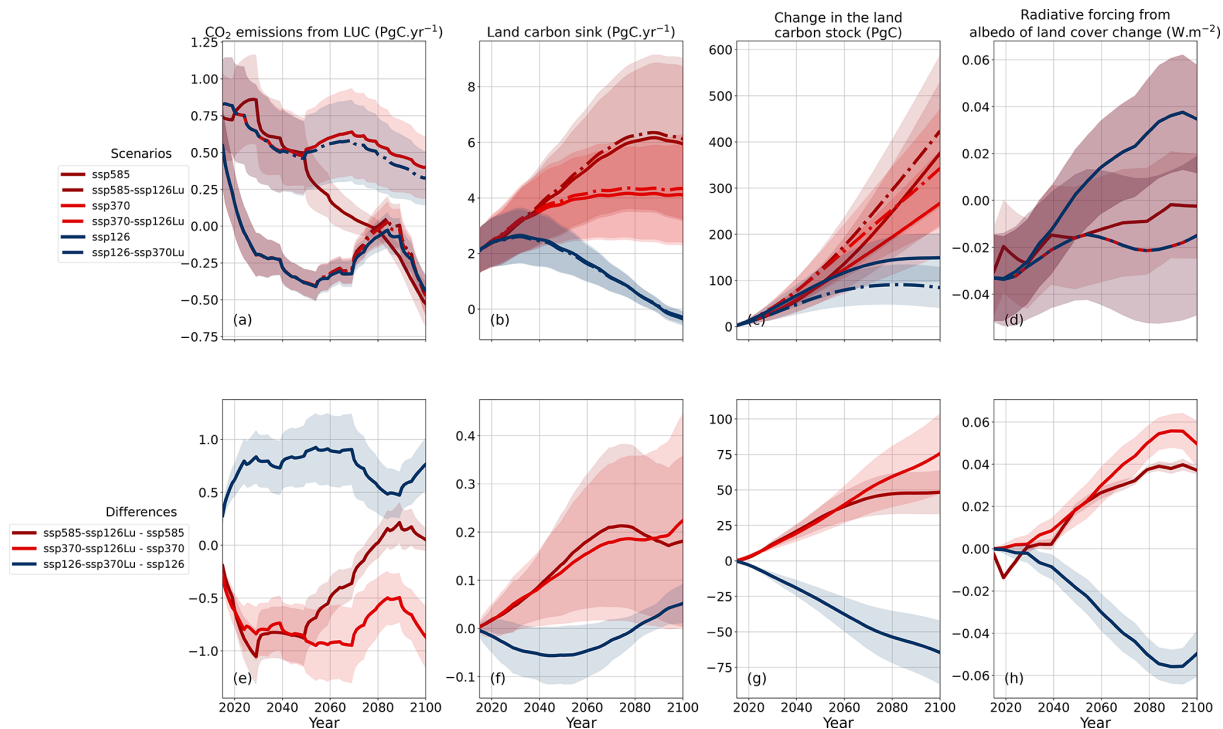 CO2 emissions from LUC (PgC.yr−1)
Land carbon sink (PgC.yr−1)
Change in the land
carbon stock (PgC)
Radiative forcing from
albedo of land cover change (W.m−2)
1.25
1.00
0.75
0.50
0.25
0.00
−0.25
−0.50
−0.75
(a)
8
6
4
2
0
(b)
600
500
400
300
200
100
0
(c)
0.06
0.04
0.02
0.00
−0.02
−0.04
(d)
Scenarios
ssp585
ssp585-ssp126Lu
ssp370
ssp370-ssp126Lu
ssp126
ssp126-ssp370Lu
Differences
ssp585-ssp126Lu - ssp585
ssp370-ssp126Lu - ssp370
ssp126-ssp370Lu - ssp126
1.0
0.5
0.0
−0.5
−1.0
(e)
2020 2040 2060 2080 2100
Year
0.4
0.3
0.2
0.1
0.0
−0.1
(f)
2020 2040 2060 2080 2100
Year
100
75
50
25
0
−25
−50
−75
(g)
2020 2040 2060 2080 2100
Year
0.06
0.04
0.02
0.00
−0.02
−0.04
−0.06
(h)
2020 2040 2060 2080 2100
Year